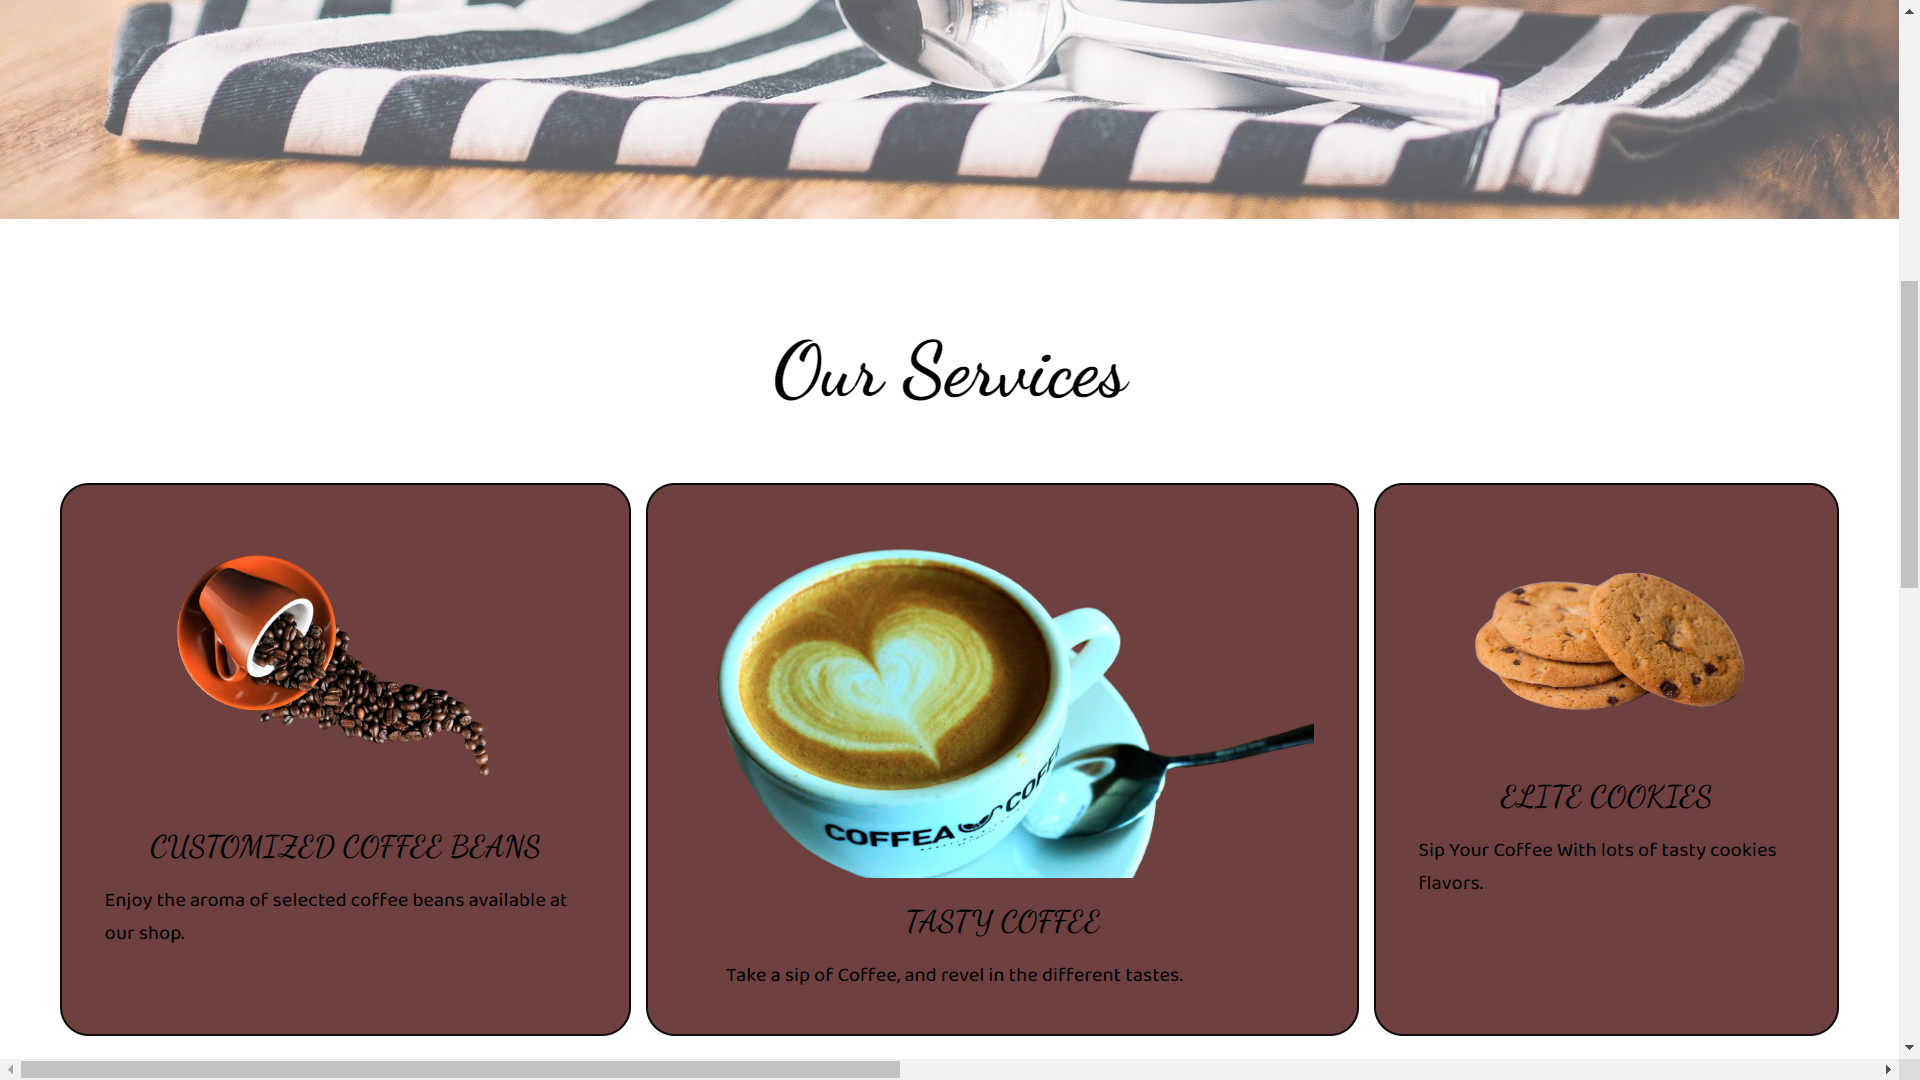 Our Services
COFFEA COFF
CUSTOMIZED COFFEE BEANS
Enjoy the aroma of selected coffee beans available at
our shop.
TASTY COFFEE
Take a sip of Coffee, and revel in the different tastes.
ELITE COOKIES
Sip Your Coffee With lots of tasty cookies
flavors.